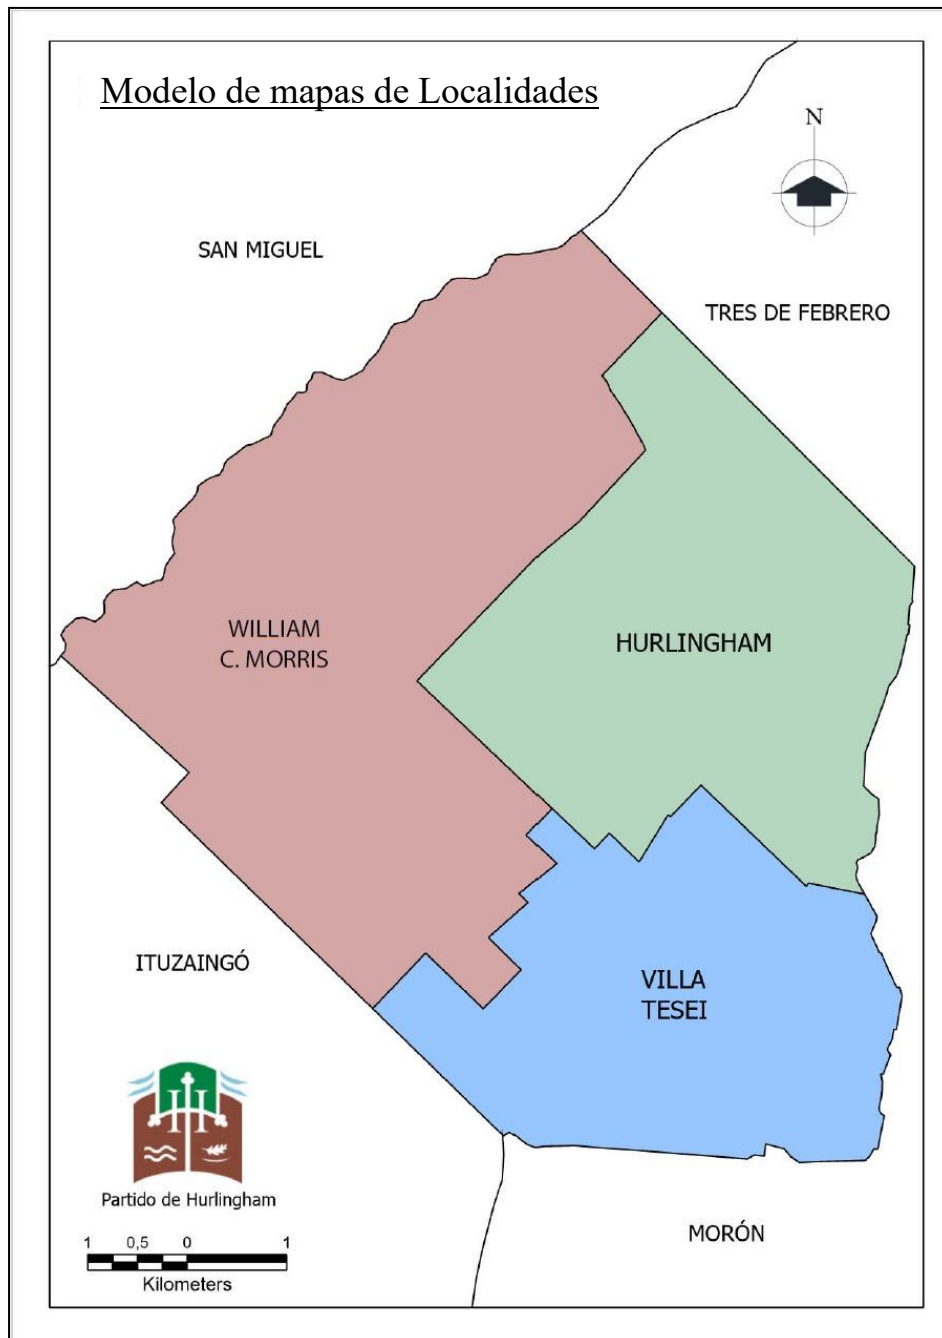 Modelo de mapas de Localidades
N
SAN MIGUEL
TRES DE FEBRERO
WILLIAM
C. MORRIS
HURLINGHAM
ITUZAINGÓ
VILLA
TESEI
Partido de Hurlingham
MORÓN
1 0,5 0 1
Kilometers